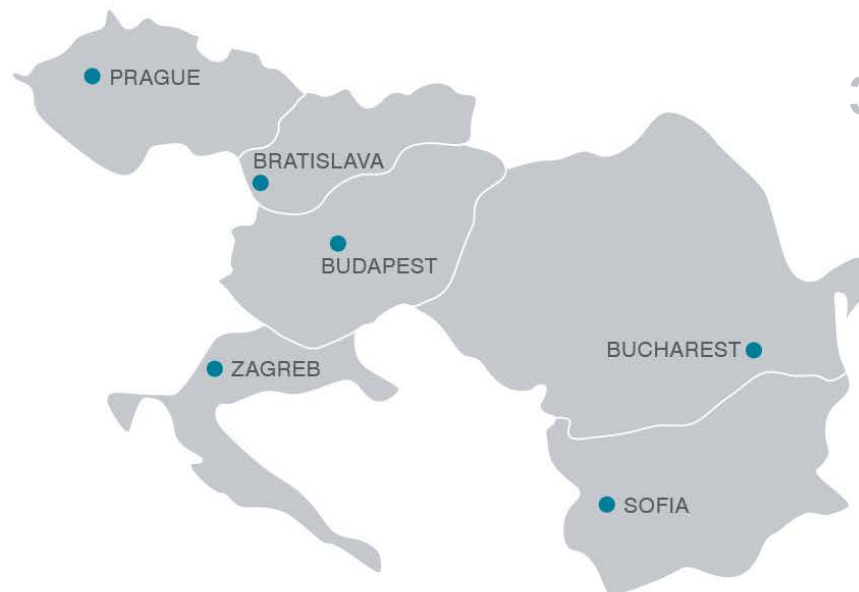 PRAGUE
BRATISLAVA
BUDAPEST
BUCHAREST
ZAGREB
SOFIA